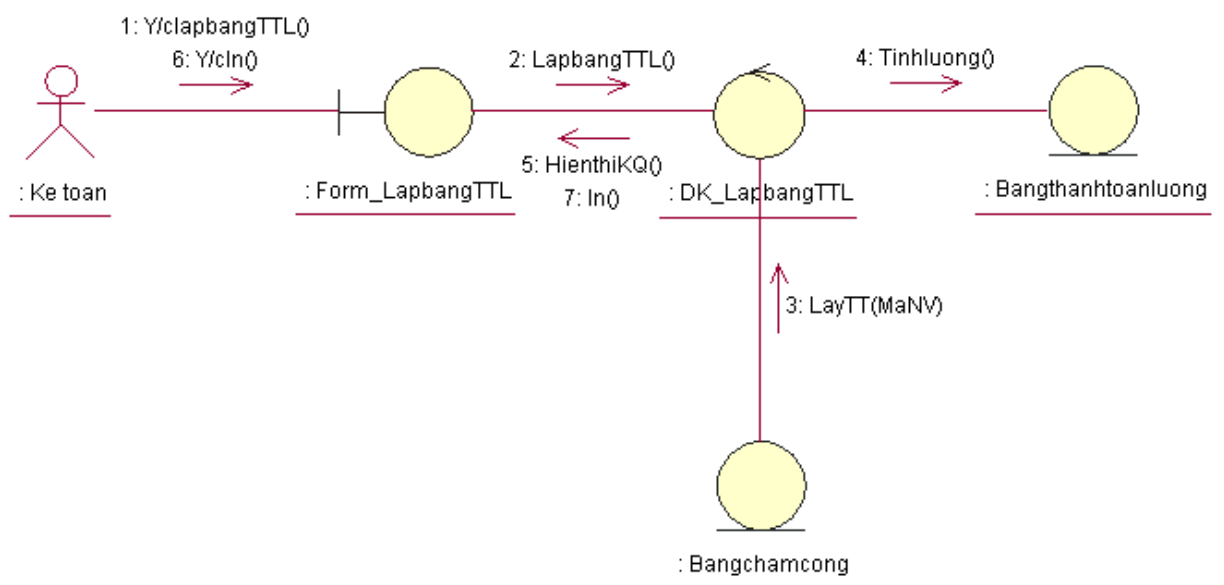 1: Y/clapbangTTL()
6: Y/cIn()
2: LapbangTTL()
4: Tinhluong()
5: HienthiKQ()
7: In()
: Ke toan
: Form_LapbangTTL
: DK_LapbangTTL
: Bangthanhtoanluong
3: LayTT(MaNV)
: Bangchamcong